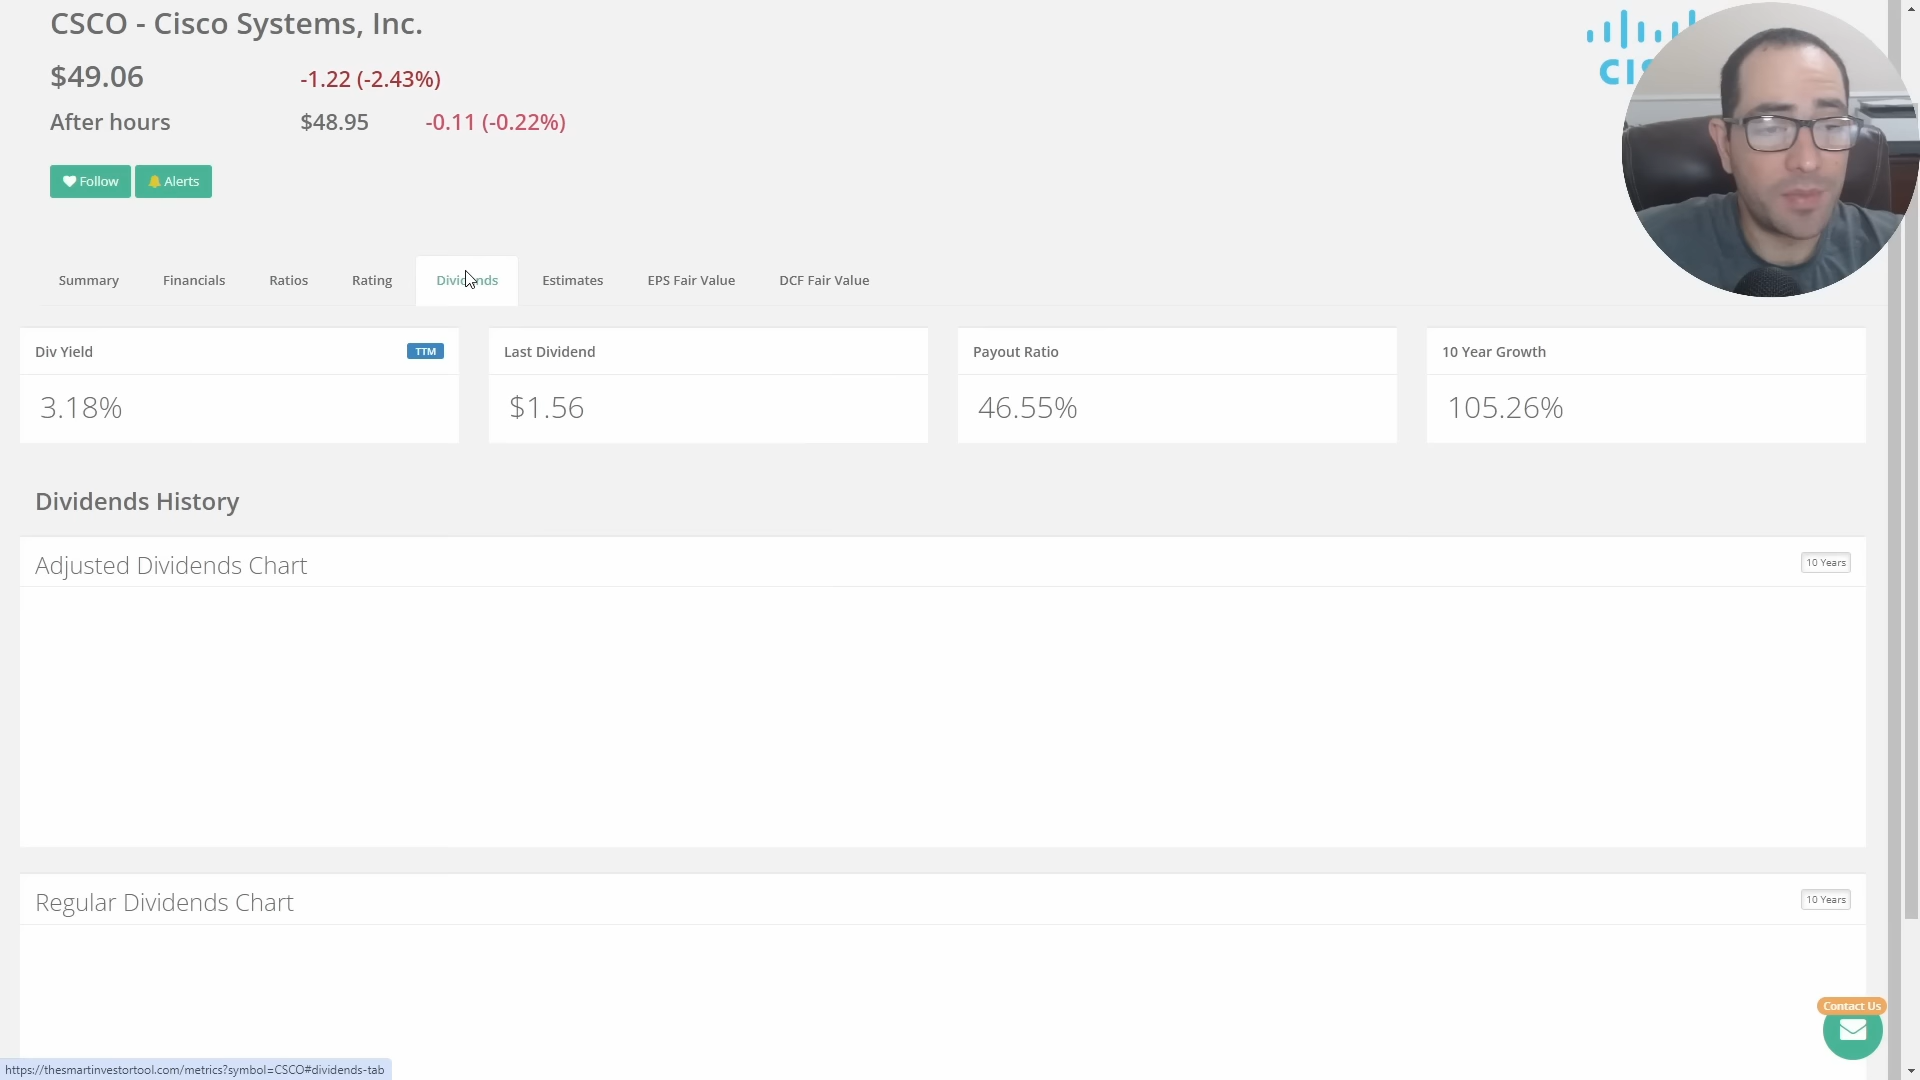 CSCO - Cisco Systems, Inc.
$49.06 -1.22 (-2.43%)
After hours $48.95 -0.11 (-0.22%)
Follow Alerts
Summary Financials Ratios Rating Dividends Estimates EPS Fair Value DCF Fair Value
Div Yield TTM Last Dividend Payout Ratio 10 Year Growth
3.18% $1.56 46.55% 105.26%
Dividends History
Adjusted Dividends Chart 10 Years
Regular Dividends Chart 10 Years
Contact Us
https://thesmartinvestortool.com/metrics?symbol=CSCO#dividends-tab